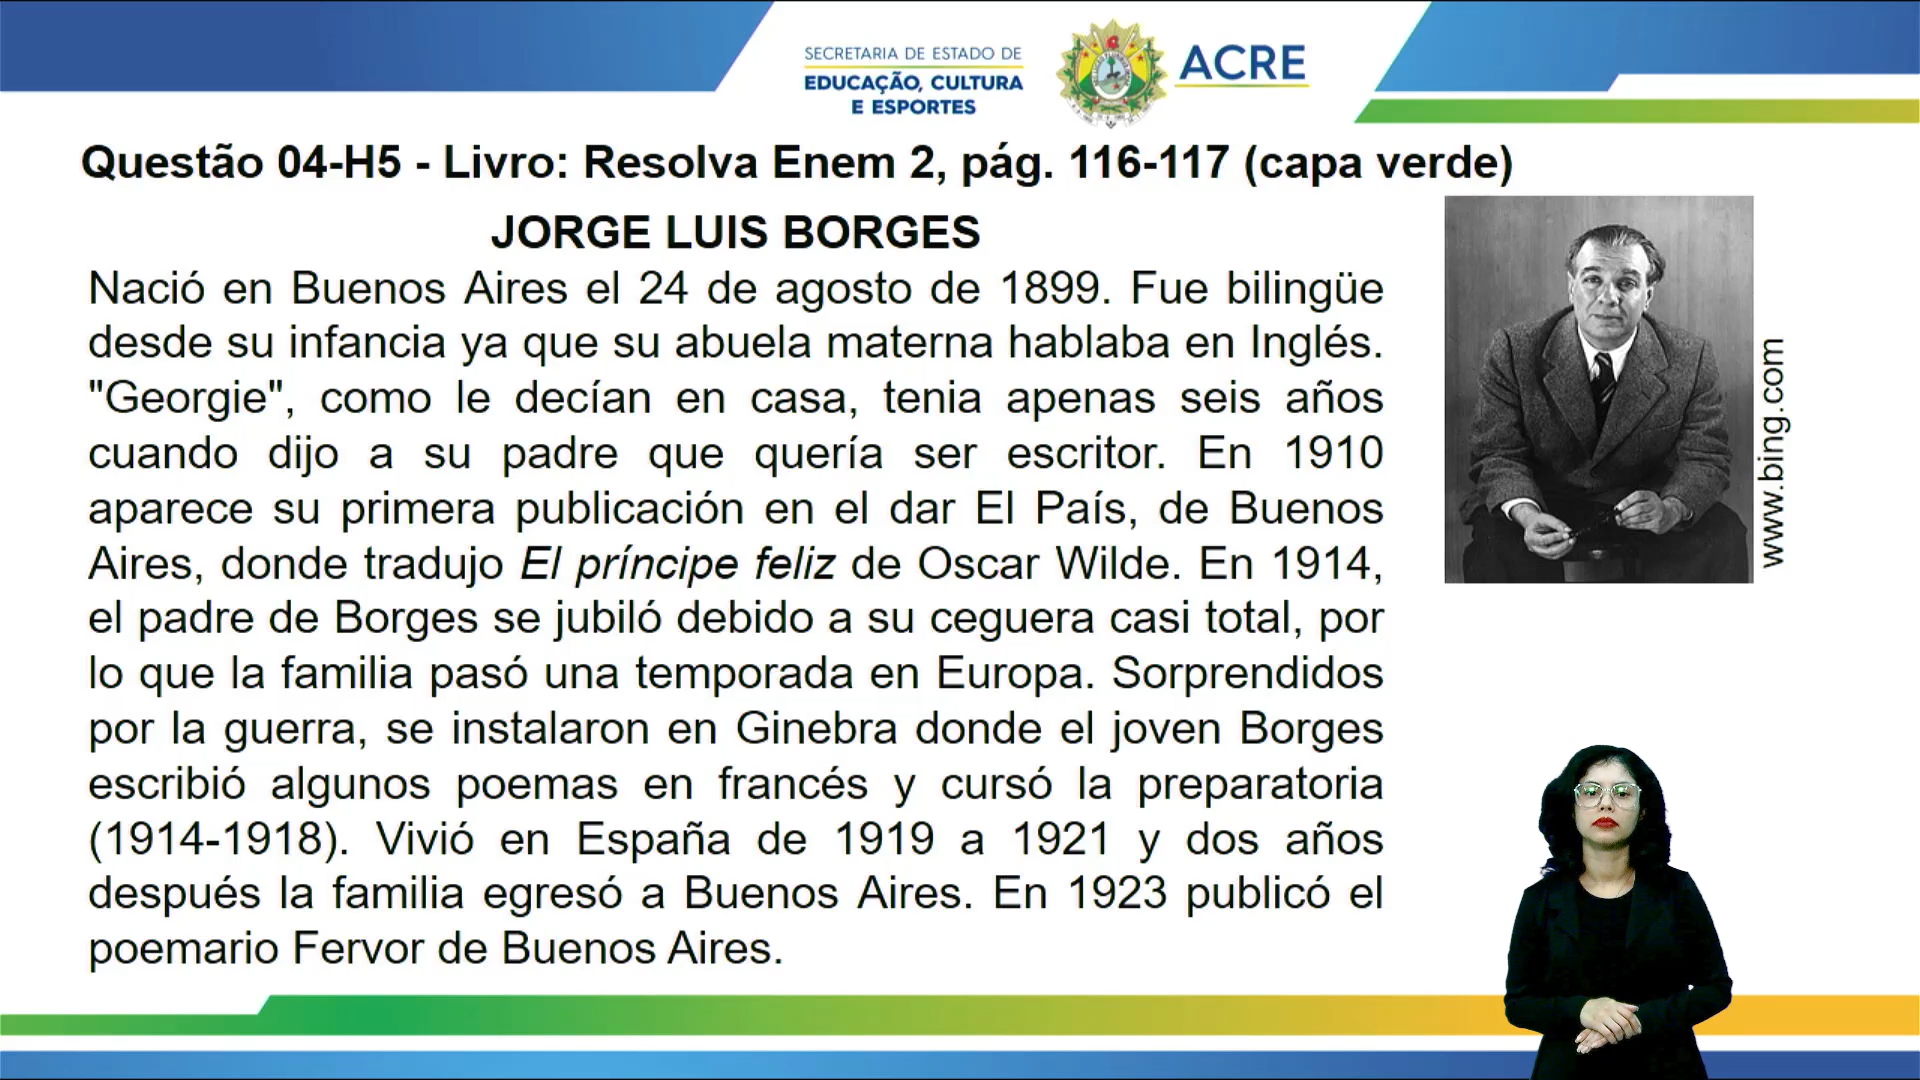 SECRETARIA DE ESTADO DE
EDUCAÇÃO, CULTURA
E ESPORTES
ACRE
Questão 04-H5 - Livro: Resolva Enem 2, pág. 116-117 (capa verde)
JORGE LUIS BORGES
Nació en Buenos Aires el 24 de agosto de 1899. Fue bilingüe
desde su infancia ya que su abuela materna hablaba en Inglés.
"Georgie", como le decían en casa, tenia apenas seis años
cuando dijo a su padre que quería ser escritor. En 1910
aparece su primera publicación en el dar El País, de Buenos
Aires, donde tradujo El príncipe feliz de Oscar Wilde. En 1914,
el padre de Borges se jubiló debido a su ceguera casi total, por
lo que la familia pasó una temporada en Europa. Sorprendidos
por la guerra, se instalaron en Ginebra donde el joven Borges
escribió algunos poemas en francés y cursó la preparatoria
(1914-1918). Vivió en España de 1919 a 1921 y dos años
después la familia egresó a Buenos Aires. En 1923 publicó el
poemario Fervor de Buenos Aires.
www.bing.com